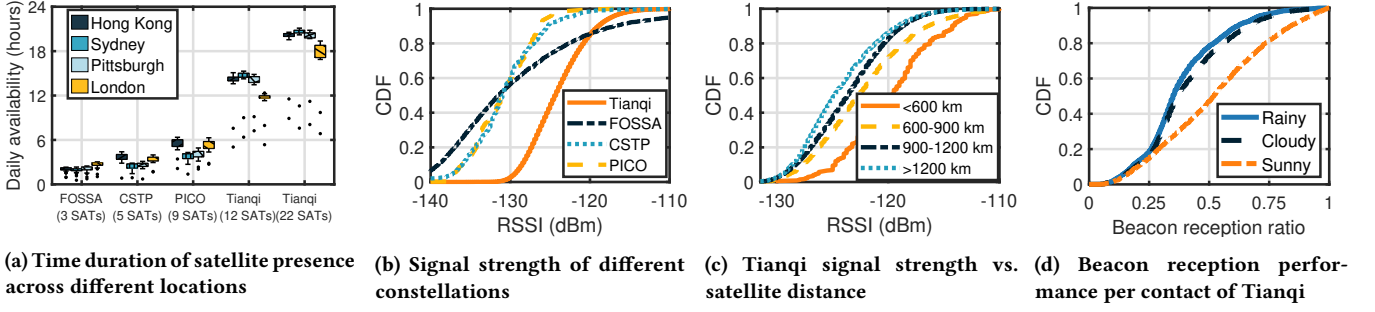 Daily availability (hours)
24
18
12
6
0
Hong Kong
Sydney
Pittsburgh
London
FOSSA CSTP PICO Tianqi Tianqi
(3 SATs) (5 SATs) (9 SATs) (12 SATs) (22 SATs)
(a) Time duration of satellite presence
across different locations
CDF
1
0.8
0.6
0.4
0.2
0
Tianqi
FOSSA
CSTP
PICO
-140 -130 -120 -110
RSSI (dBm)
(b) Signal strength of different
constellations
CDF
1
0.8
0.6
0.4
0.2
0
<600 km
600-900 km
900-1200 km
>1200 km
-130 -120 -110
RSSI (dBm)
(c) Tianqi signal strength vs.
satellite distance
CDF
1
0.8
0.6
0.4
0.2
0
Rainy
Cloudy
Sunny
0 0.25 0.5 0.75 1
Beacon reception ratio
(d) Beacon reception perfor-
mance per contact of Tianqi